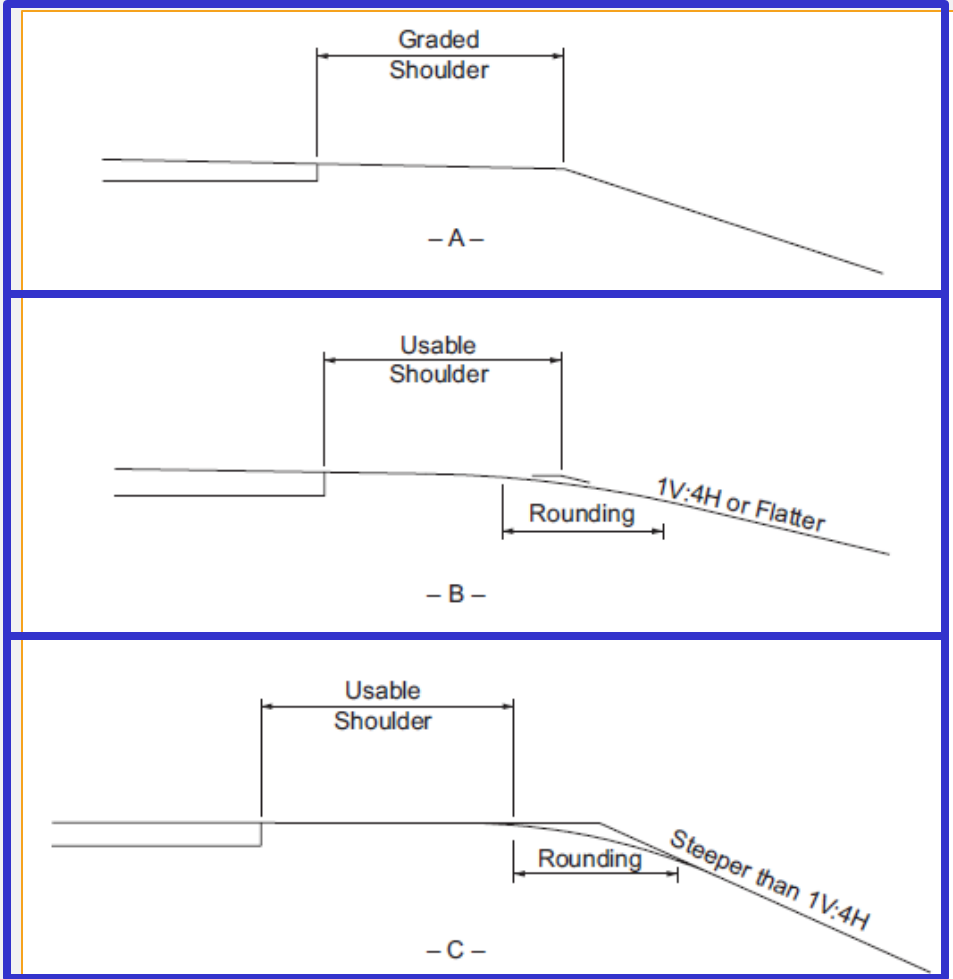 Graded
Shoulder
– A –
Usable
Shoulder
1V:4H or Flatter
Rounding
– B –
Usable
Shoulder
Steeper than 1V:4H
Rounding
– C –